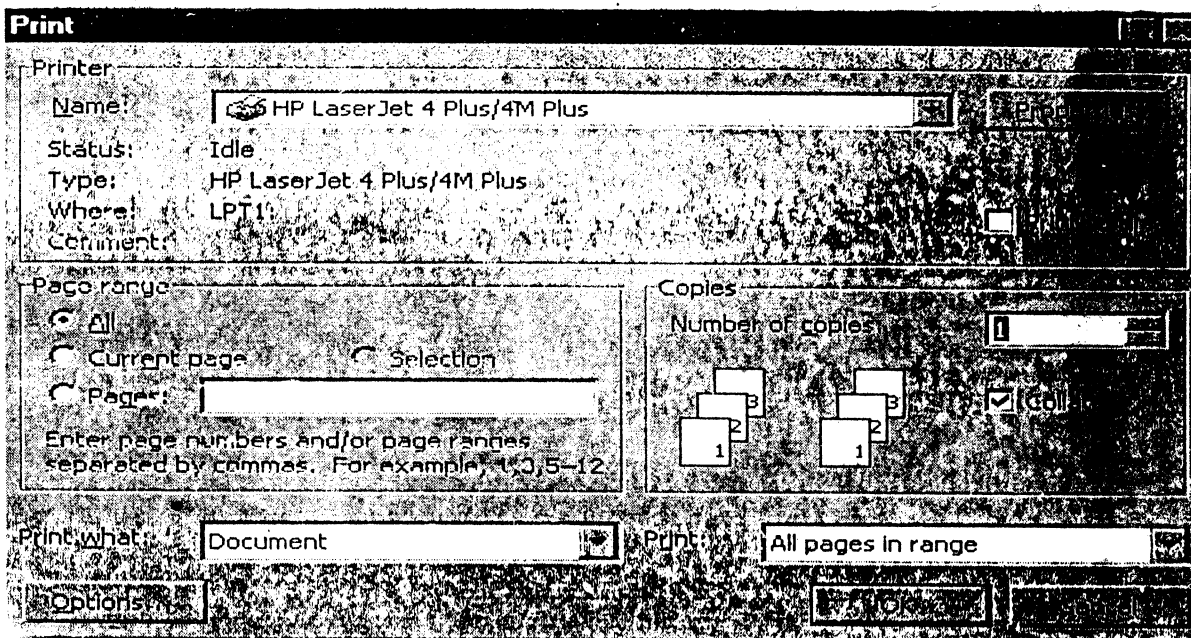 Print
Printer
Name: HP LaserJet 4 Plus/4M Plus
Status: Idle
Type: HP LaserJet 4 Plus/4M Plus
Where: LPT1:
Comment:
Page range
All
Current page Selection
Pages:
Enter page numbers and/or page ranges
separated by commas. For example, 1,3,5–12
Copies
Number of copies 1
3 3
2 2
1 1
Print what: Document
Print: All pages in range
Options...
OK